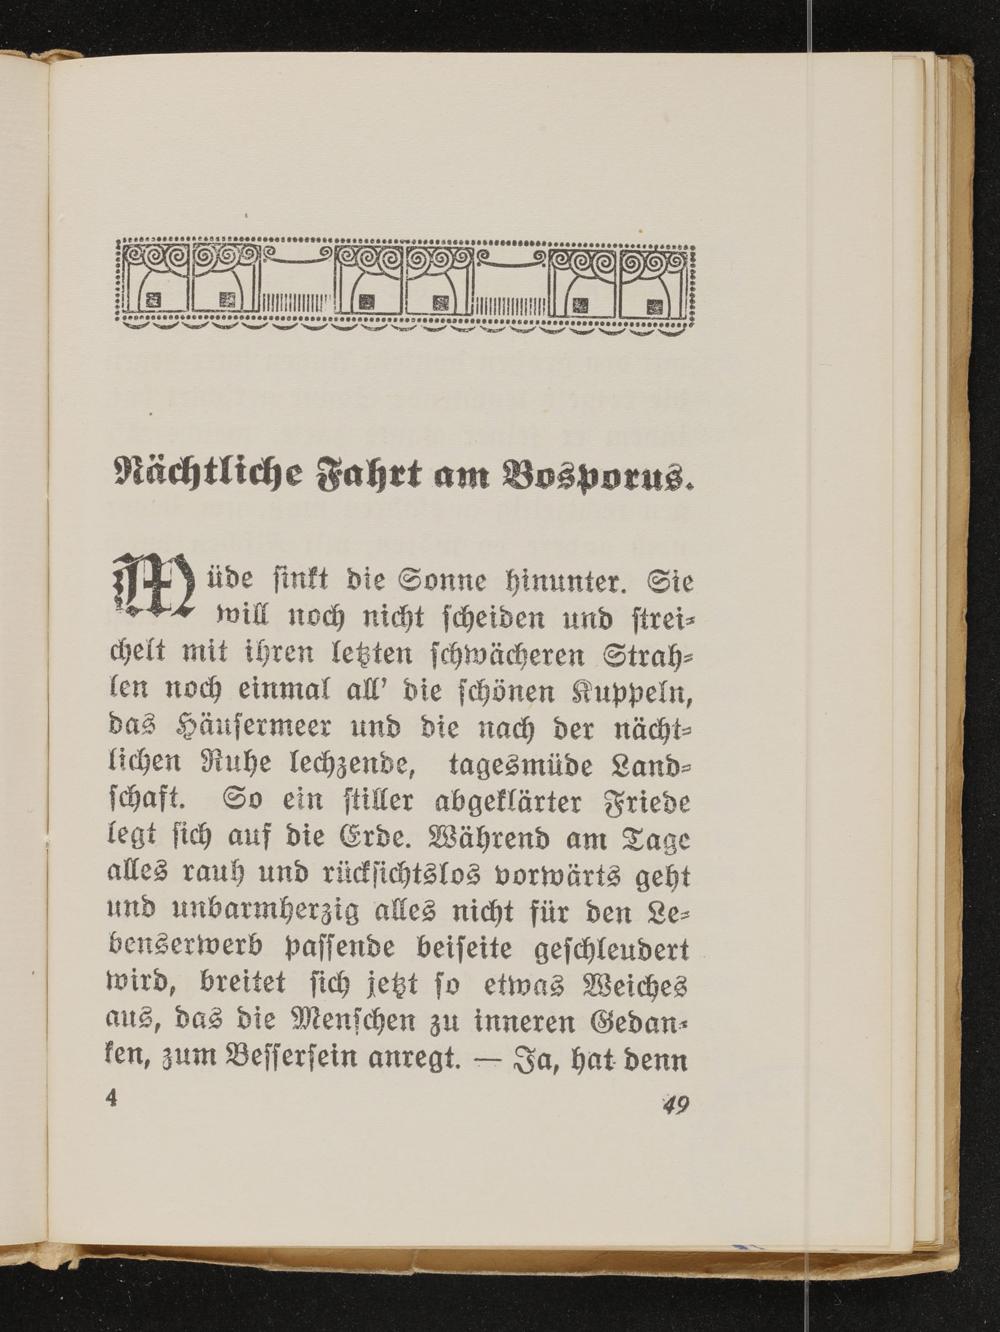 Nächtliche Fahrt am Bosporus.
Müde sinkt die Sonne hinunter. Sie
will noch nicht scheiden und strei-
chelt mit ihren letzten schwächeren Strah-
len noch einmal all' die schönen Kuppeln,
das Häusermeer und die nach der nächt-
lichen Ruhe lechzende, tagesmüde Land-
schaft. So ein stiller abgeklärter Friede
legt sich auf die Erde. Während am Tage
alles rauh und rücksichtslos vorwärts geht
und unbarmherzig alles nicht für den Le-
benserwerb passende beiseite geschleudert
wird, breitet sich jetzt so etwas Weiches
aus, das die Menschen zu inneren Gedan-
ken, zum Bessersein anregt. — Ja, hat denn
4 49